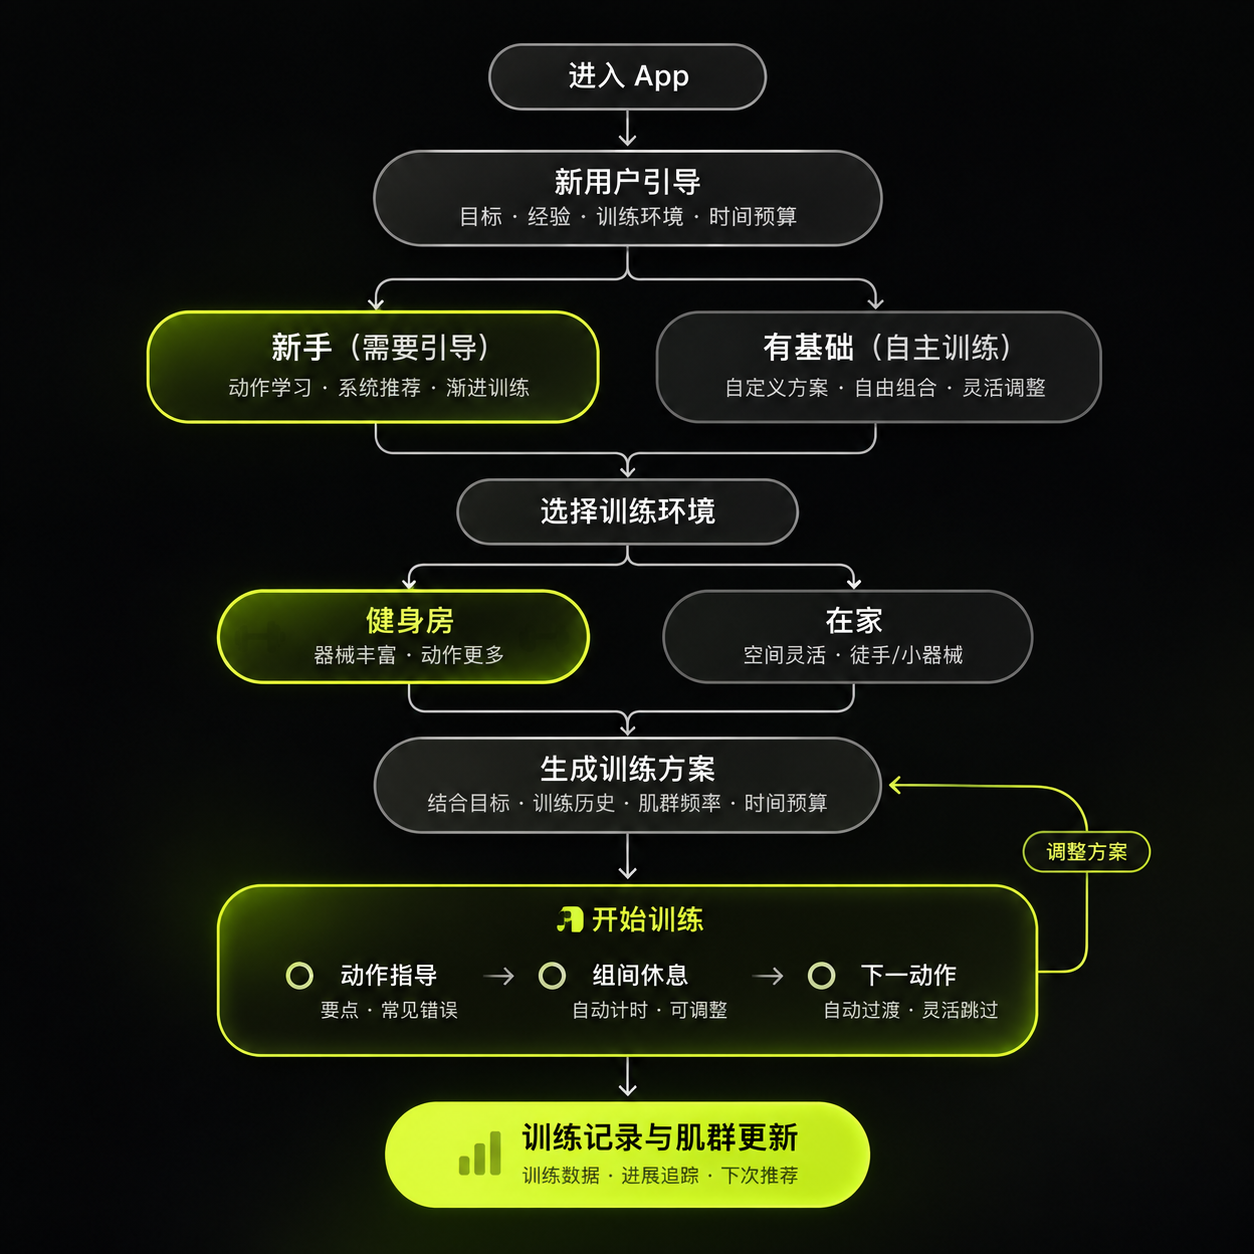 进入 App
新用户引导
目标 · 经验 · 训练环境 · 时间预算
新手（需要引导）
动作学习 · 系统推荐 · 渐进训练
有基础（自主训练）
自定义方案 · 自由组合 · 灵活调整
选择训练环境
健身房
器械丰富 · 动作更多
在家
空间灵活 · 徒手/小器械
生成训练方案
结合目标 · 训练历史 · 肌群频率 · 时间预算
调整方案
开始训练
动作指导
要点 · 常见错误
组间休息
自动计时 · 可调整
下一动作
自动过渡 · 灵活跳过
训练记录与肌群更新
训练数据 · 进展追踪 · 下次推荐